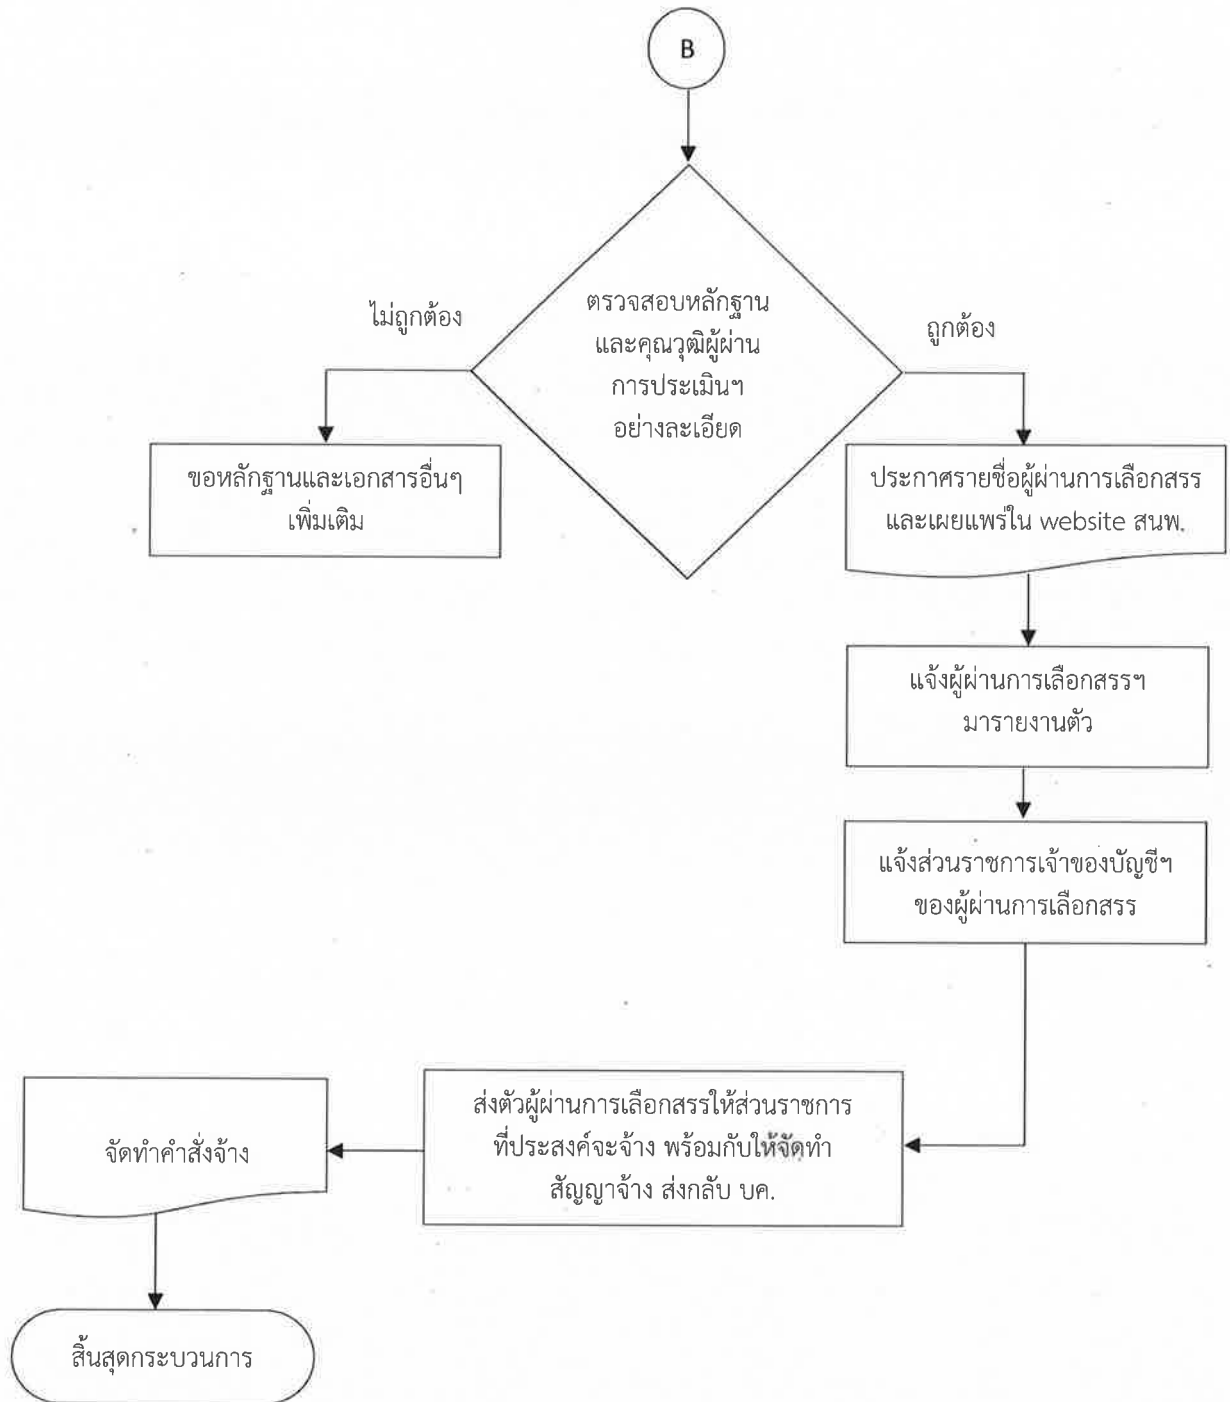 B
ตรวจสอบหลักฐาน
และคุณวุฒิผู้ผ่าน
การประเมินฯ
อย่างละเอียด
ไม่ถูกต้อง
ถูกต้อง
ขอหลักฐานและเอกสารอื่นๆ
เพิ่มเติม
ประกาศรายชื่อผู้ผ่านการเลือกสรร
และเผยแพร่ใน website สนพ.
แจ้งผู้ผ่านการเลือกสรรฯ
มารายงานตัว
แจ้งส่วนราชการเจ้าของบัญชีฯ
ของผู้ผ่านการเลือกสรร
ส่งตัวผู้ผ่านการเลือกสรรให้ส่วนราชการ
ที่ประสงค์จะจ้าง พร้อมกับให้จัดทำ
สัญญาจ้าง ส่งกลับ บค.
จัดทำคำสั่งจ้าง
สิ้นสุดกระบวนการ